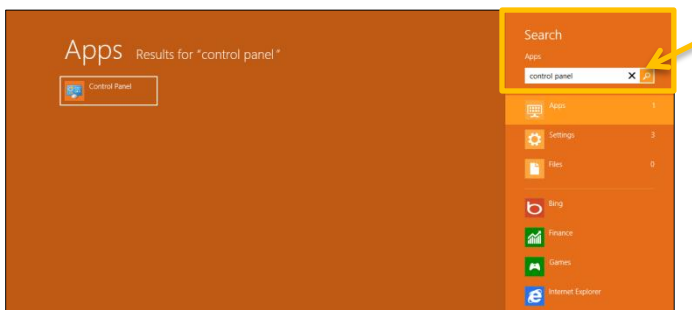 Apps Results for "control panel"
Control Panel
Search
Apps
control panel
Apps 1
Settings 3
Files 0
Bing
Finance
Games
Internet Explorer